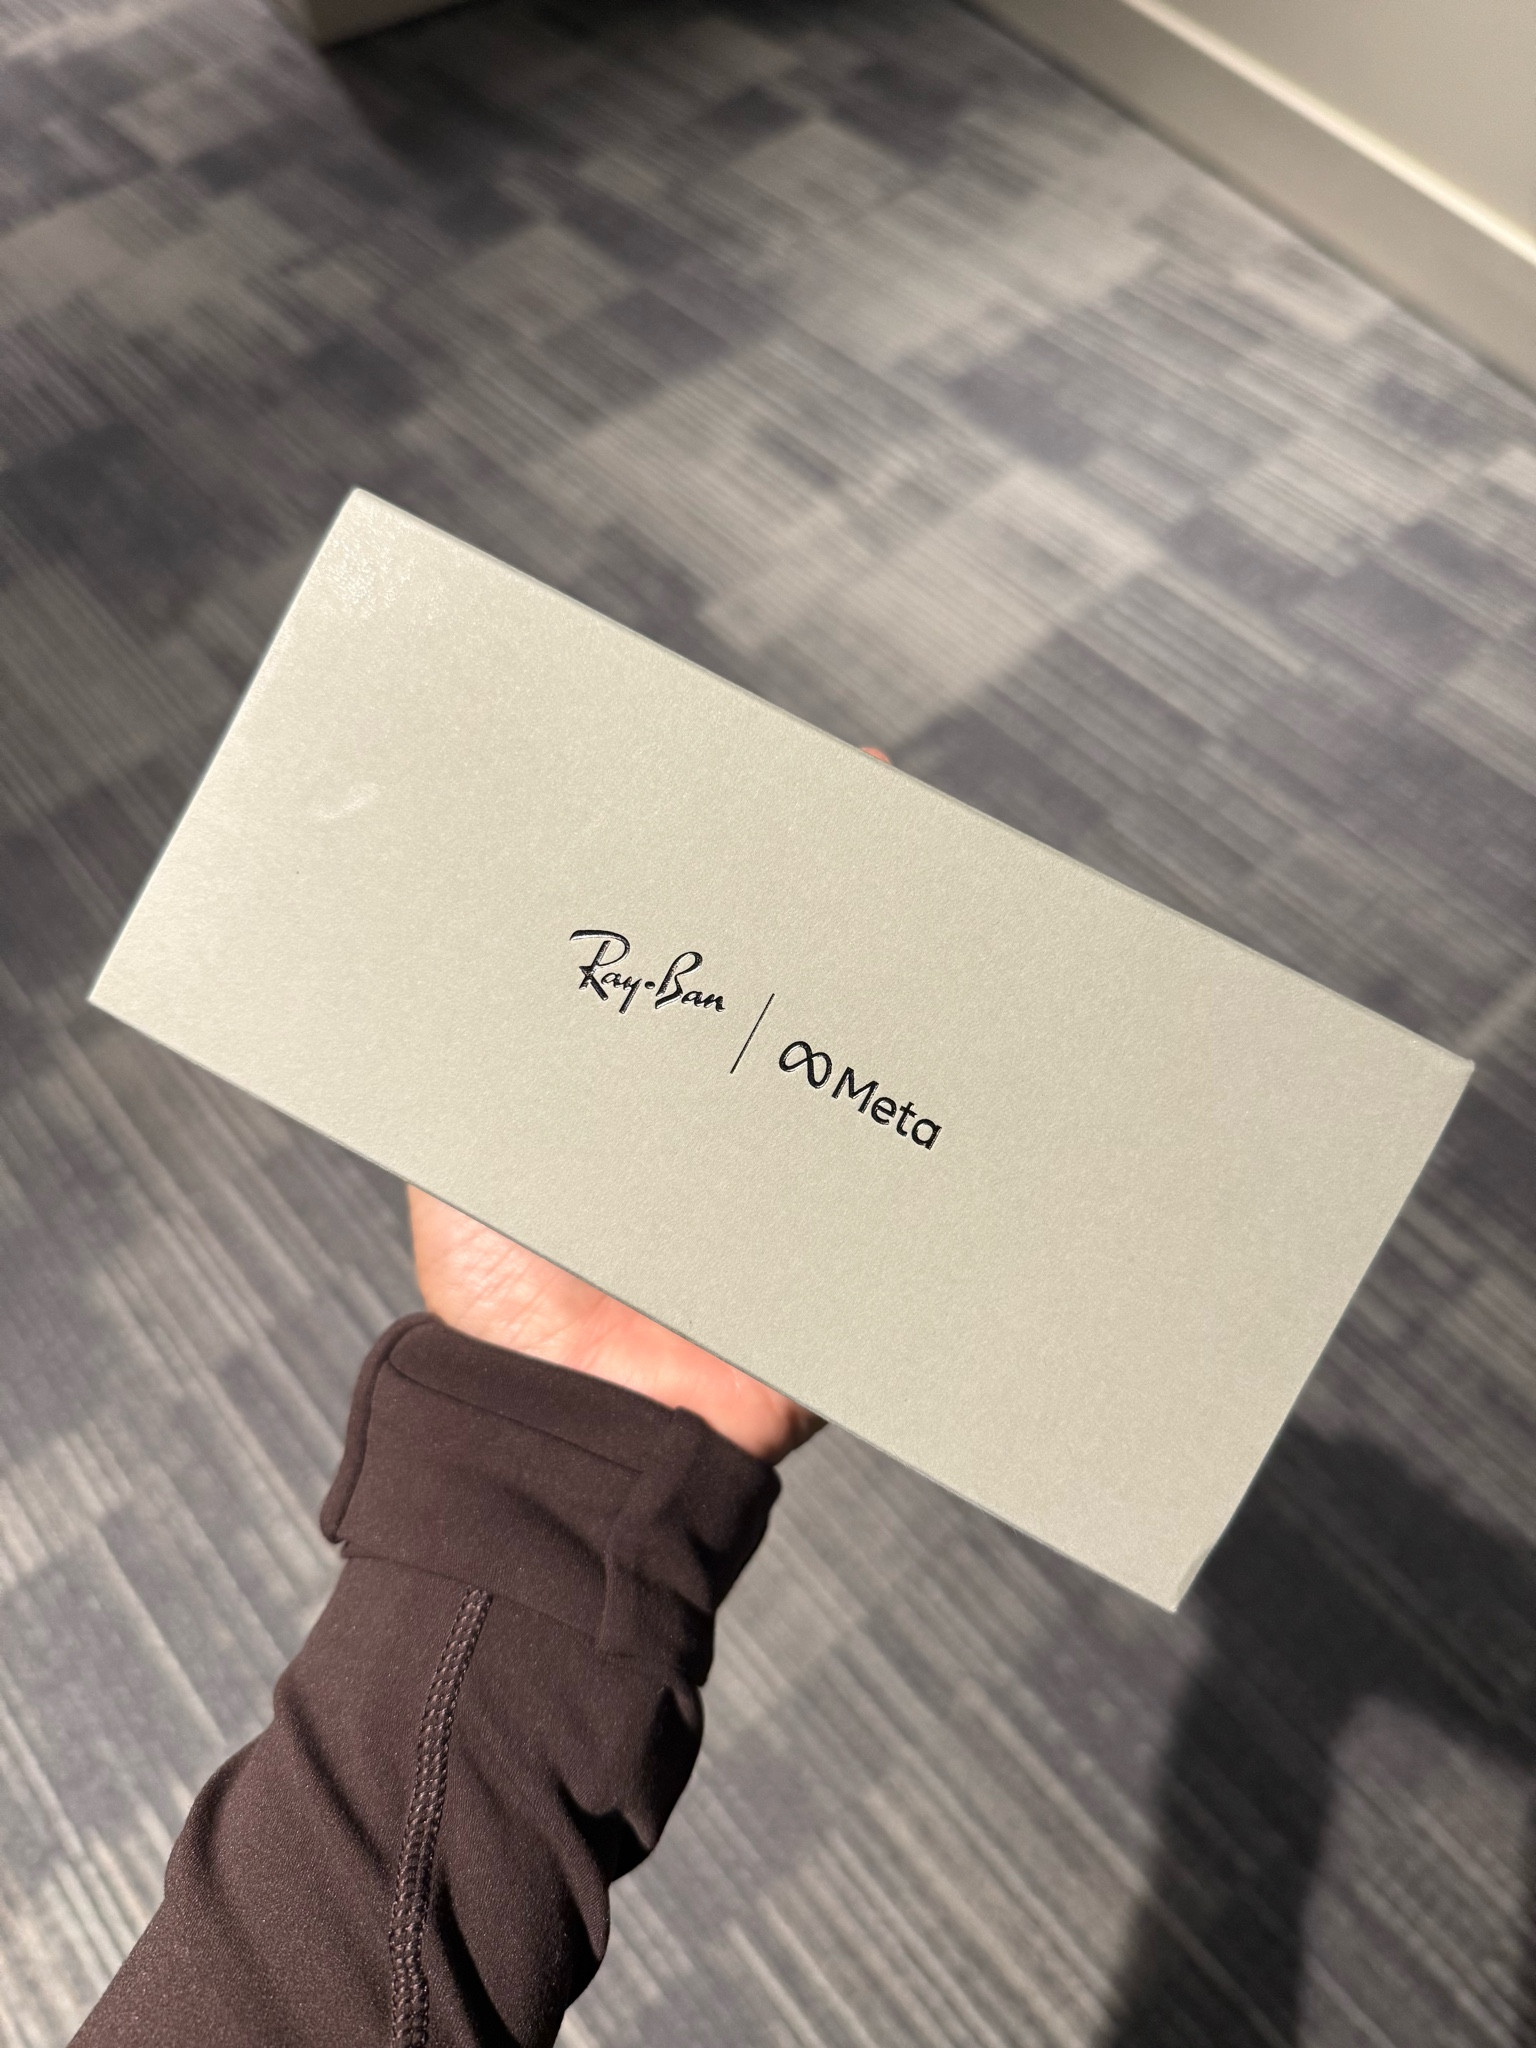 Ray-Ban | ∞ Meta